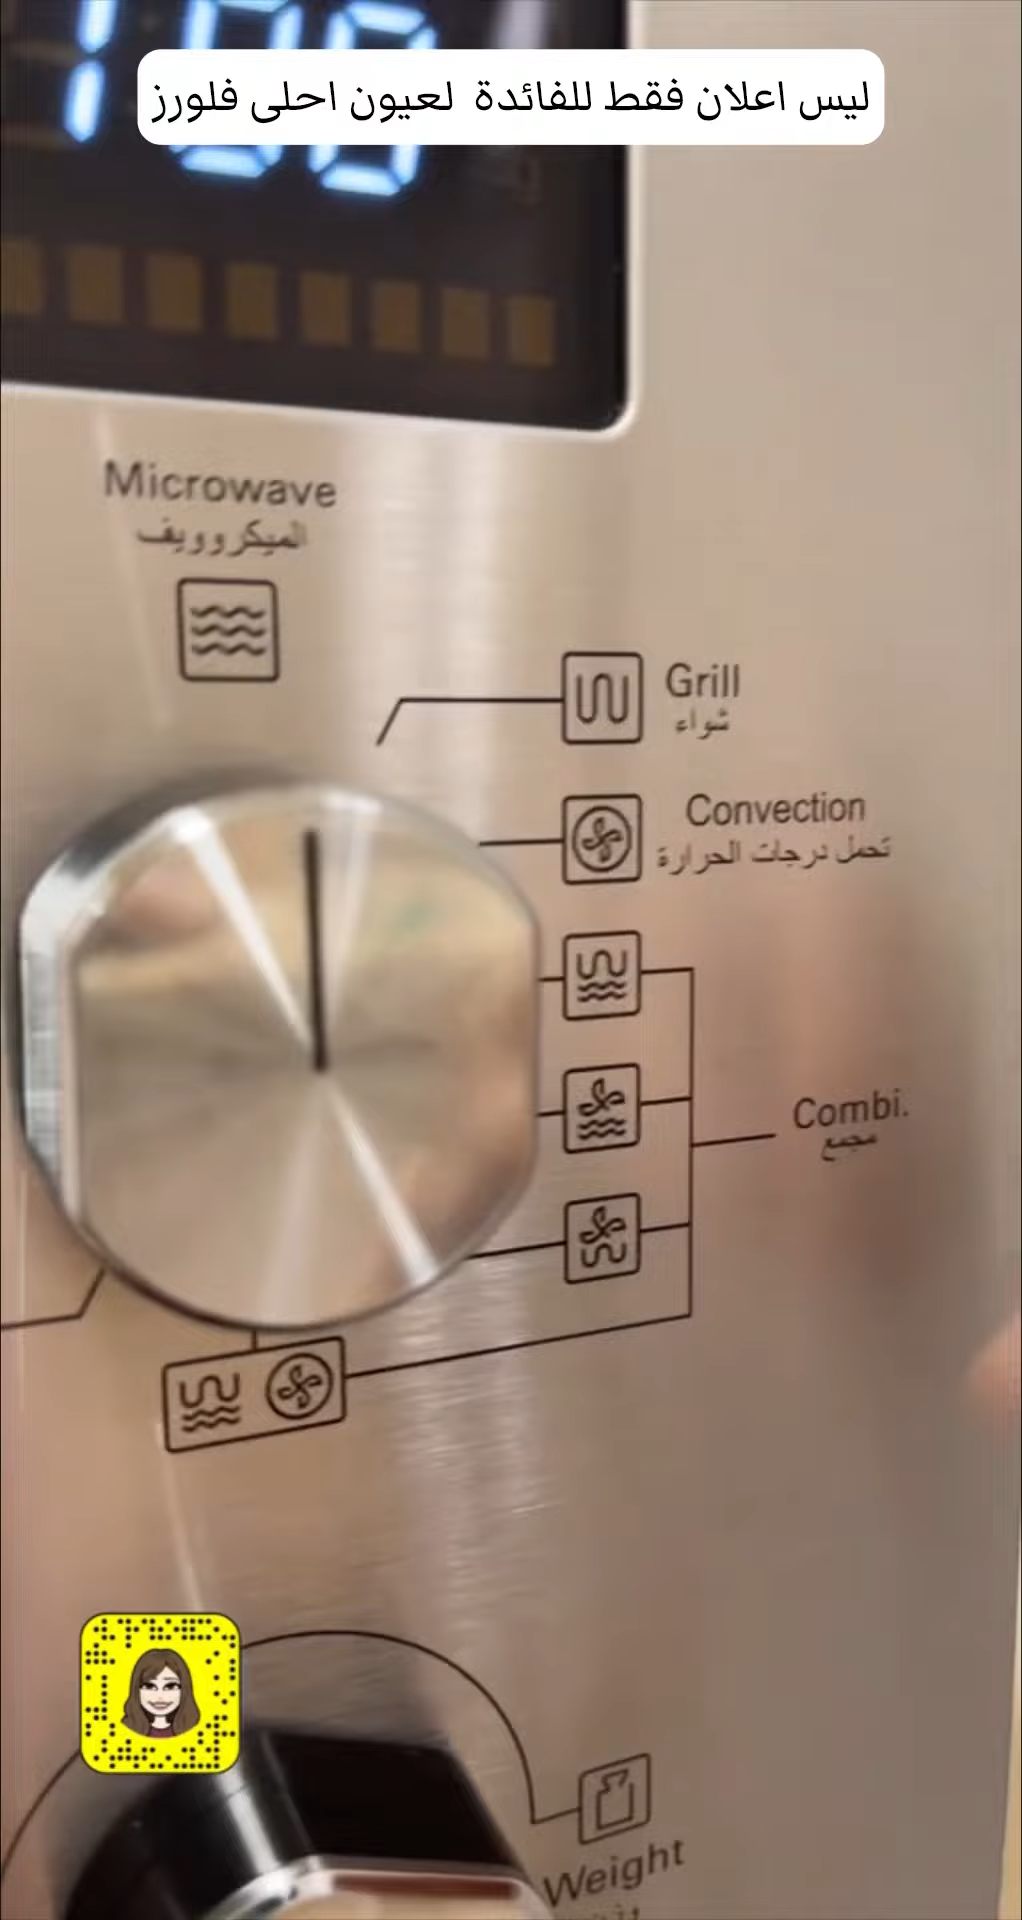 ليس اعلان فقط للفائدة لعيون احلى فلورز
Microwave
الميكروويف
Grill
شواء
Convection
تحمل درجات الحرارة
Combi.
مجمع
Weight